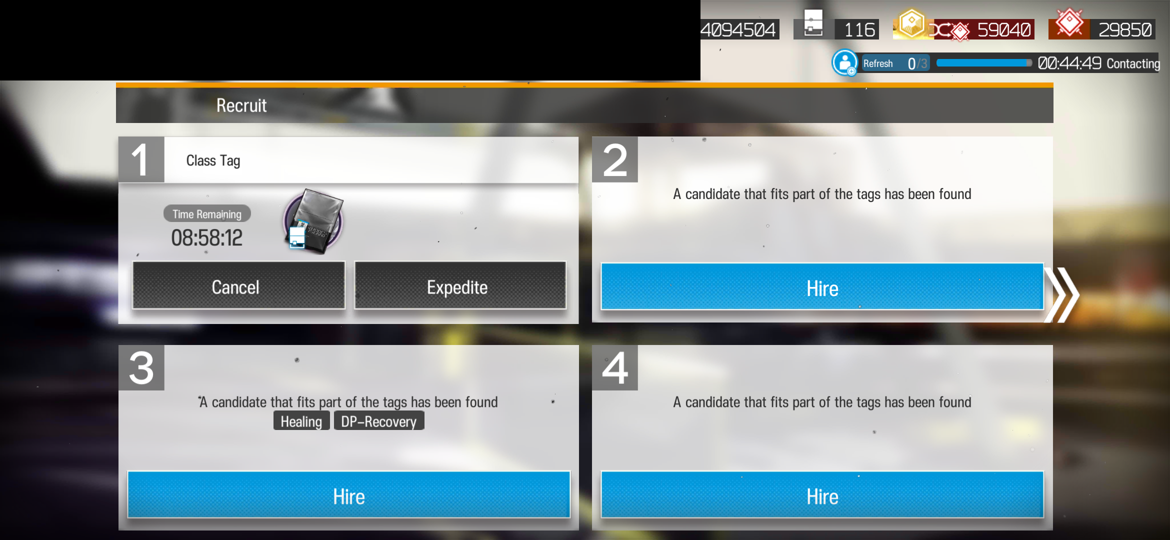 4094504 116 59040 29850
Refresh 0/3 00:44:49 Contacting
Recruit
1 Class Tag
Time Remaining
08:58:12
Cancel Expedite
2
A candidate that fits part of the tags has been found
Hire
3
A candidate that fits part of the tags has been found
Healing DP-Recovery
Hire
4
A candidate that fits part of the tags has been found
Hire